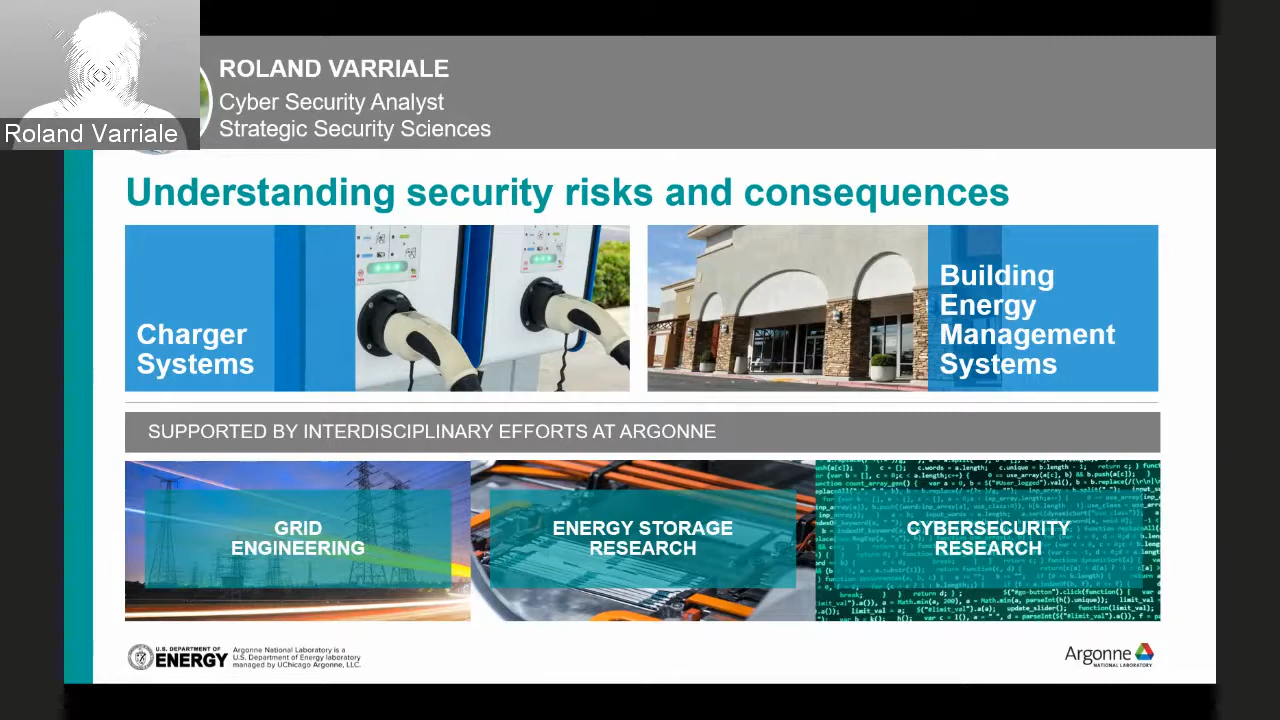 Roland Varriale
ROLAND VARRIALE
Cyber Security Analyst
Strategic Security Sciences
Understanding security risks and consequences
Charger
Systems
Building
Energy
Management
Systems
SUPPORTED BY INTERDISCIPLINARY EFFORTS AT ARGONNE
GRID
ENGINEERING
ENERGY STORAGE
RESEARCH
CYBERSECURITY
RESEARCH
U.S. DEPARTMENT OF
ENERGY
Argonne National Laboratory is a
U.S. Department of Energy laboratory
managed by UChicago Argonne, LLC.
Argonne
NATIONAL LABORATORY